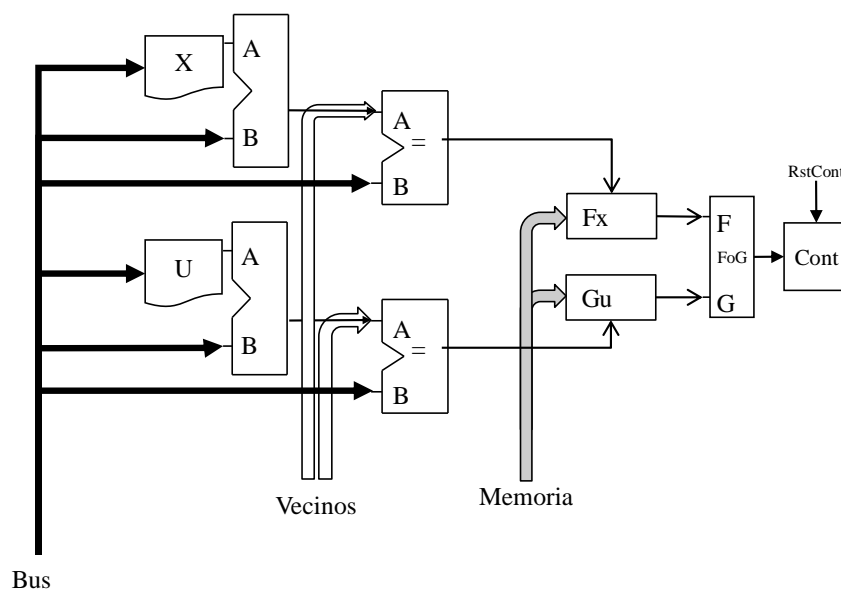 X
A
B
A
=
B
RstCont
Fx
F
FoG
G
Cont
U
A
B
Gu
A
=
B
Vecinos
Memoria
Bus